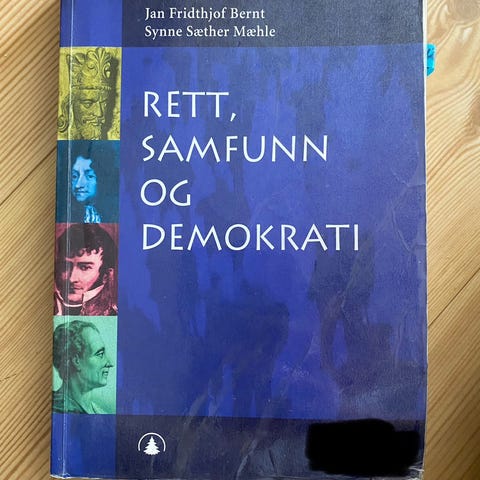 Jan Fridthjof Bernt
Synne Sæther Mæhle
RETT,
SAMFUNN
OG
DEMOKRATI